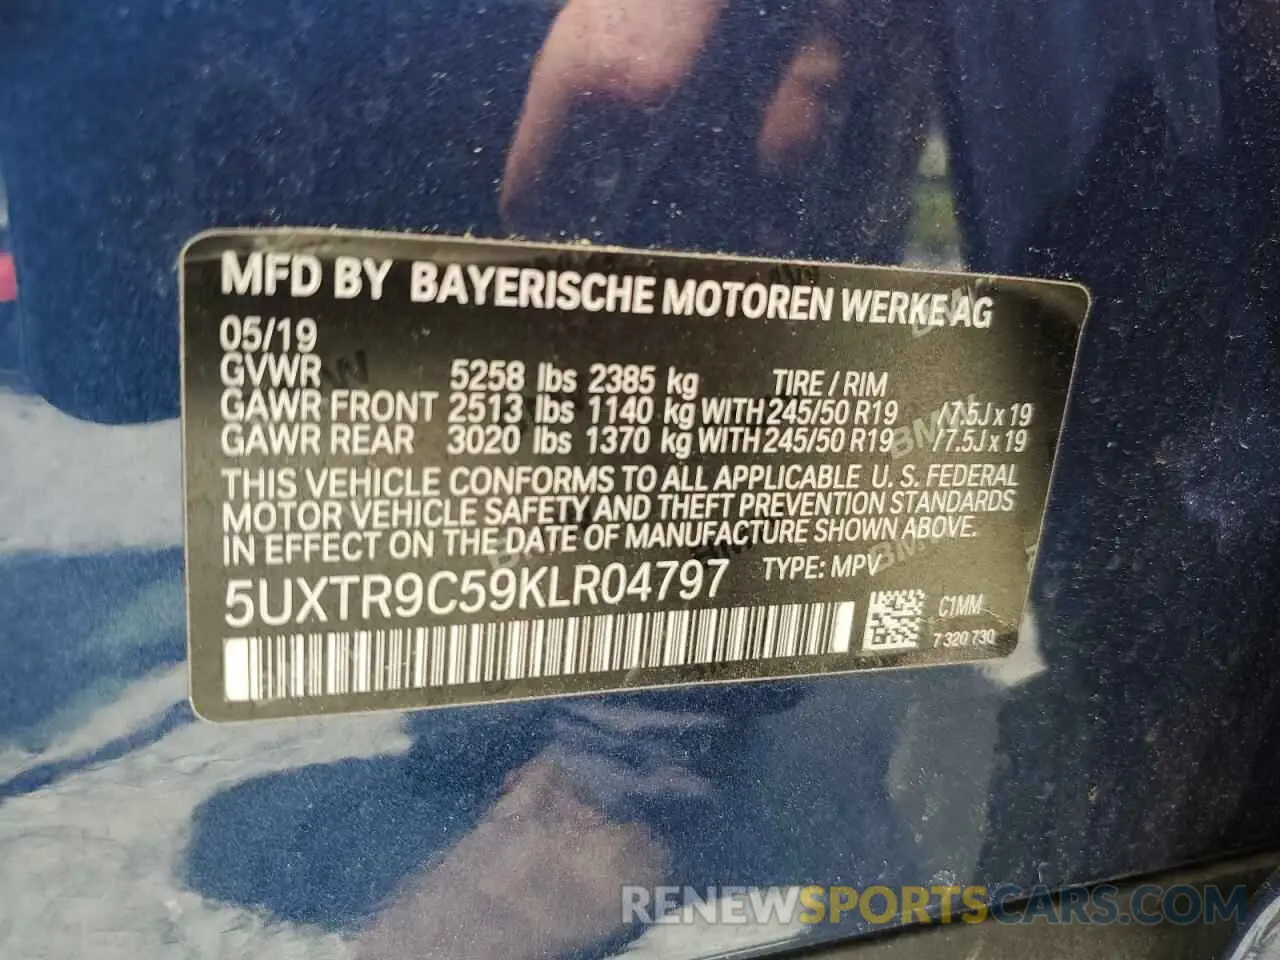 MFD BY BAYERISCHE MOTOREN WERKE AG
05/19
GVWR 5258 lbs 2385 kg TIRE / RIM
GAWR FRONT 2513 lbs 1140 kg WITH 245/50 R19 /7.5J x 19
GAWR REAR 3020 lbs 1370 kg WITH 245/50 R19 /7.5J x 19
THIS VEHICLE CONFORMS TO ALL APPLICABLE U. S. FEDERAL
MOTOR VEHICLE SAFETY AND THEFT PREVENTION STANDARDS
IN EFFECT ON THE DATE OF MANUFACTURE SHOWN ABOVE.
5UXTR9C59KLR04797 TYPE: MPV
C1MM
7 320 730
RENEWSPORTSCARS.COM